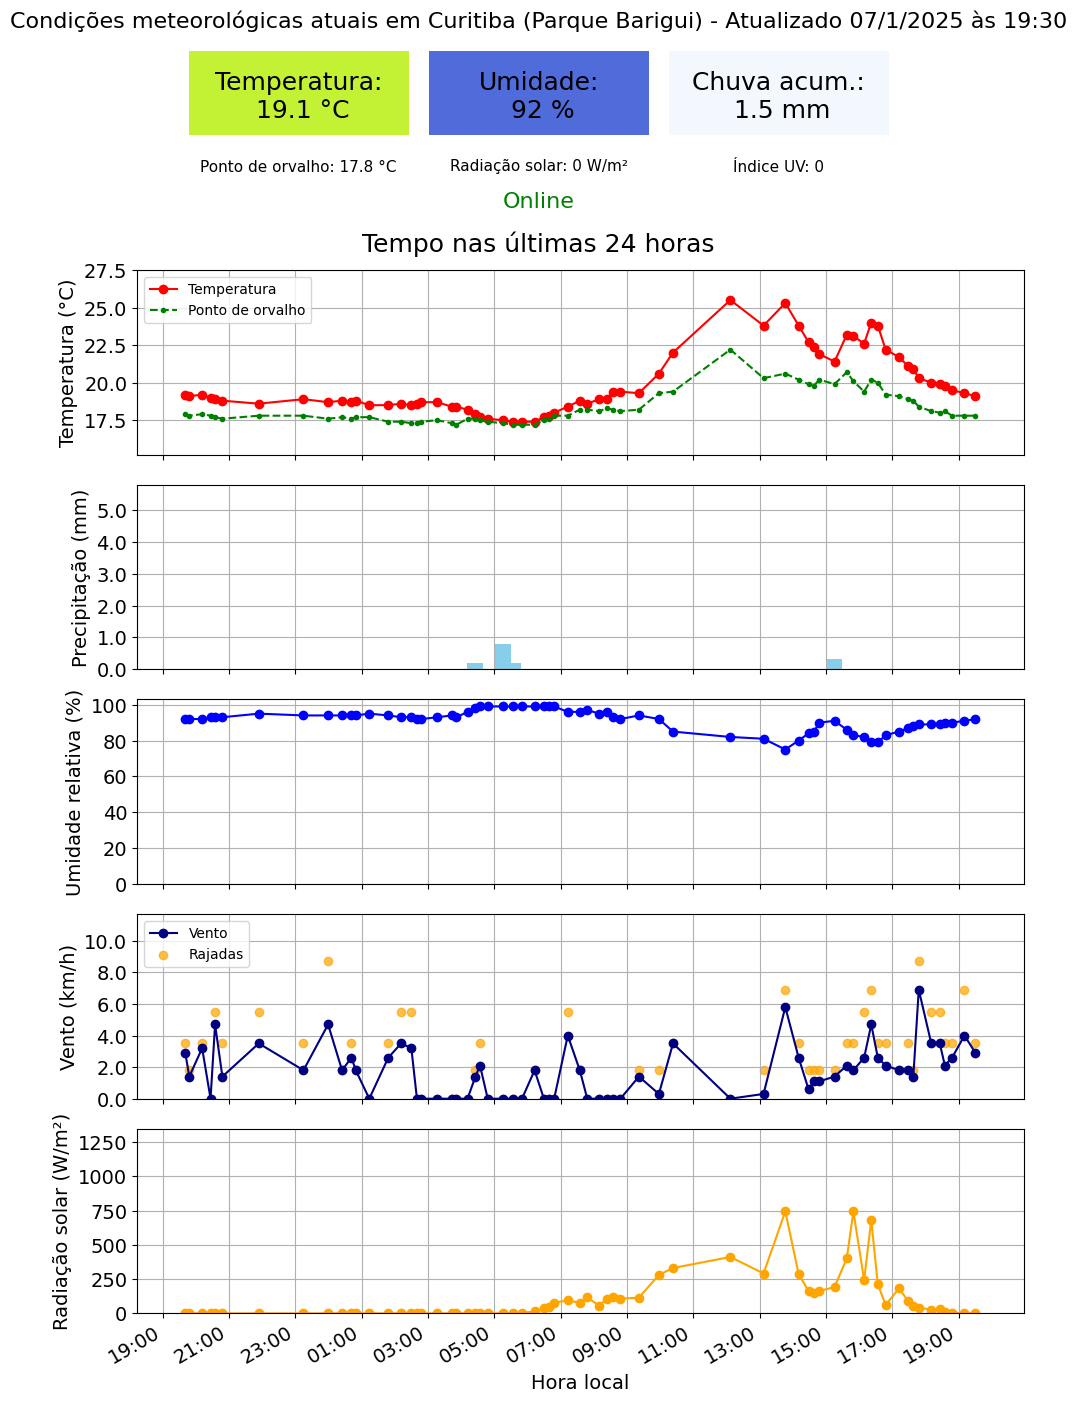 Condições meteorológicas atuais em Curitiba (Parque Barigui) - Atualizado 07/1/2025 às 19:30
Temperatura:
19.1 °C
Umidade:
92 %
Chuva acum.:
1.5 mm
Ponto de orvalho: 17.8 °C
Radiação solar: 0 W/m²
Índice UV: 0
Online
Tempo nas últimas 24 horas
Temperatura (°C)
27.5
25.0
22.5
20.0
17.5
Temperatura
Ponto de orvalho
Precipitação (mm)
5.0
4.0
3.0
2.0
1.0
0.0
Umidade relativa (%)
100
80
60
40
20
0
Vento (km/h)
10.0
8.0
6.0
4.0
2.0
0.0
Vento
Rajadas
Radiação solar (W/m²)
1250
1000
750
500
250
0
19:00
21:00
23:00
01:00
03:00
05:00
07:00
09:00
11:00
13:00
15:00
17:00
19:00
Hora local